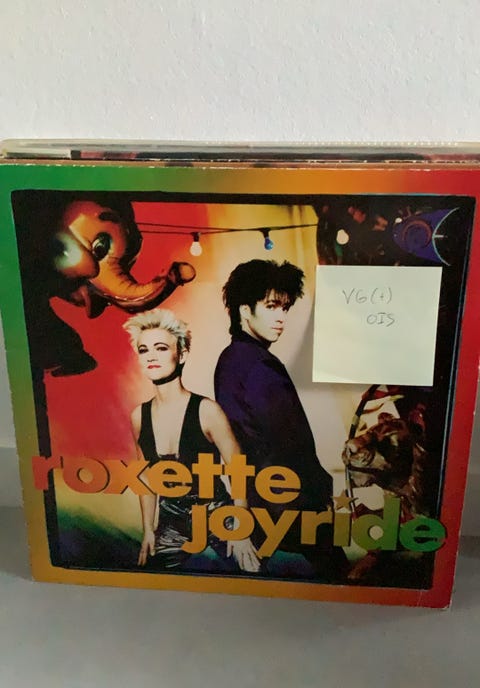 VG(+)
OIS
roxette
joyride